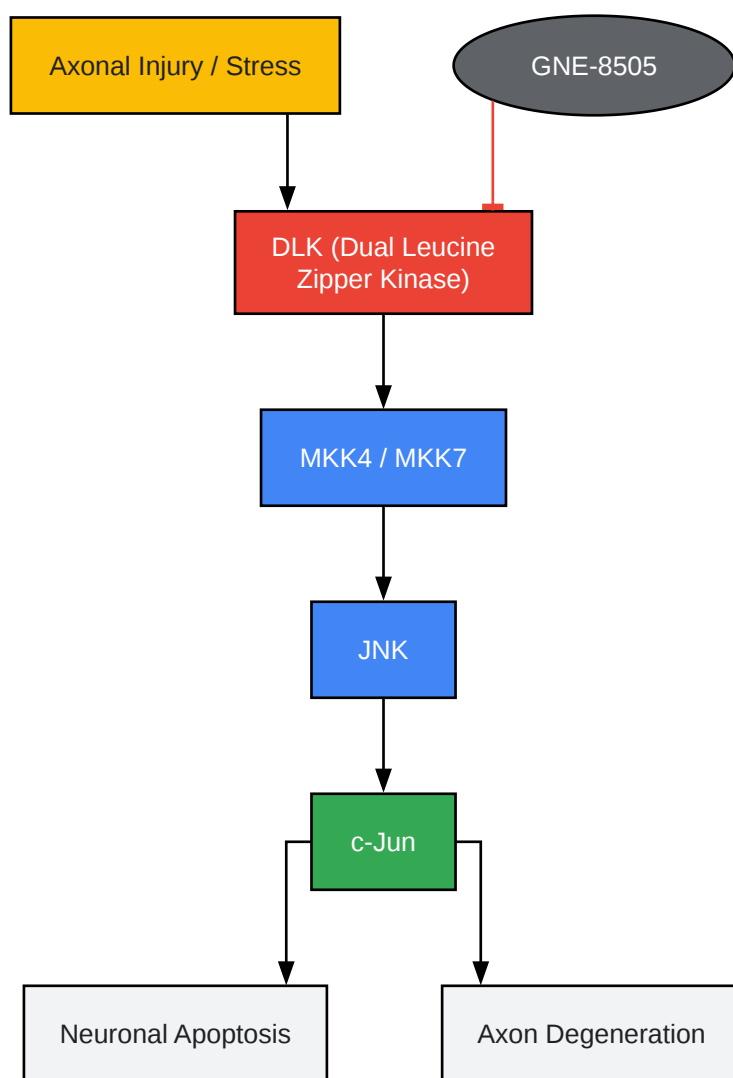 Axonal Injury / Stress
GNE-8505
DLK (Dual Leucine
Zipper Kinase)
MKK4 / MKK7
JNK
c-Jun
Neuronal Apoptosis
Axon Degeneration